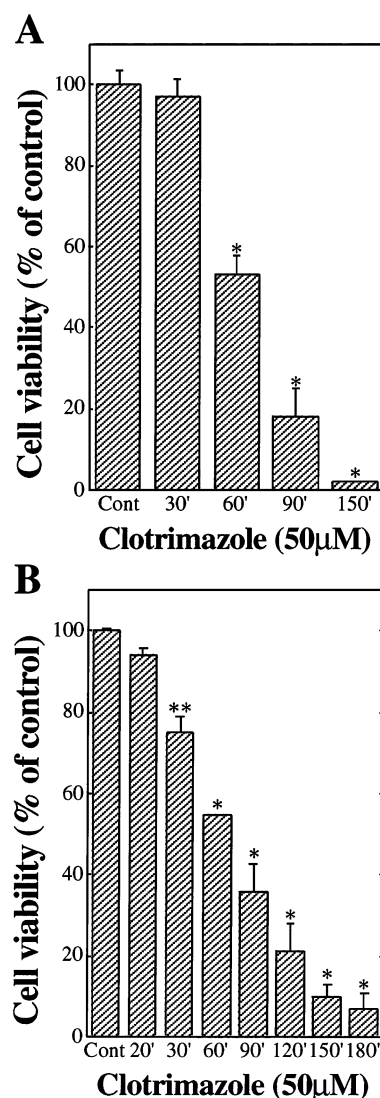 A
Cell viability (% of control)
100
80
60
40
20
0
*
*
*
Cont 30' 60' 90' 150'
Clotrimazole (50μM)
B
Cell viability (% of control)
100
80
60
40
20
0
**
*
*
*
*
*
Cont 20' 30' 60' 90' 120' 150' 180'
Clotrimazole (50μM)